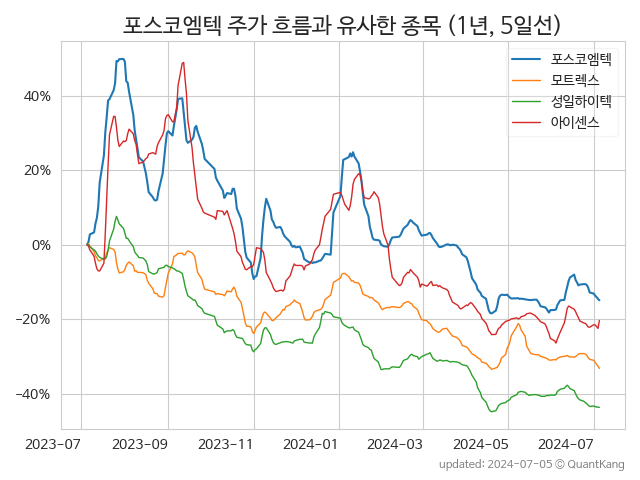 포스코엠텍 주가 흐름과 유사한 종목 (1년, 5일선)
포스코엠텍
모트렉스
성일하이텍
아이센스
40%
20%
0%
−20%
−40%
2023−07
2023−09
2023−11
2024−01
2024−03
2024−05
2024−07
updated: 2024-07-05 © QuantKang